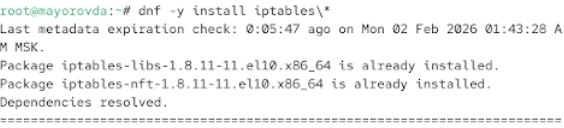 root@mayorovda:~# dnf -y install iptables\*
Last metadata expiration check: 0:05:47 ago on Mon 02 Feb 2026 01:43:28 A
M MSK.
Package iptables-libs-1.8.11-11.el10.x86_64 is already installed.
Package iptables-nft-1.8.11-11.el10.x86_64 is already installed.
Dependencies resolved.
=========================================================================